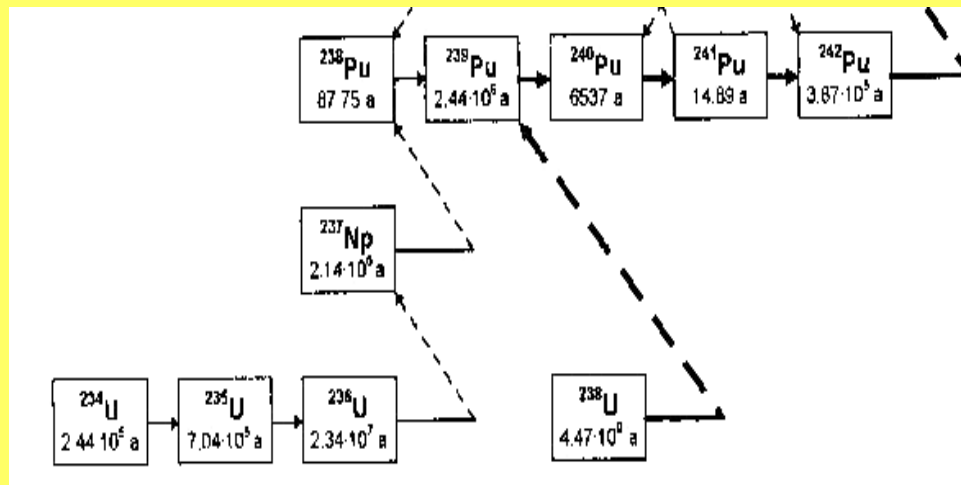 ²³⁸Pu
87.75 a
²³⁹Pu
2.44·10⁶ a
²⁴⁰Pu
6537 a
²⁴¹Pu
14.89 a
²⁴²Pu
3.87·10⁵ a
²³⁷Np
2.14·10⁶ a
²³⁴U
2.44·10⁵ a
²³⁵U
7.04·10⁸ a
²³⁶U
2.34·10⁷ a
²³⁸U
4.47·10⁹ a